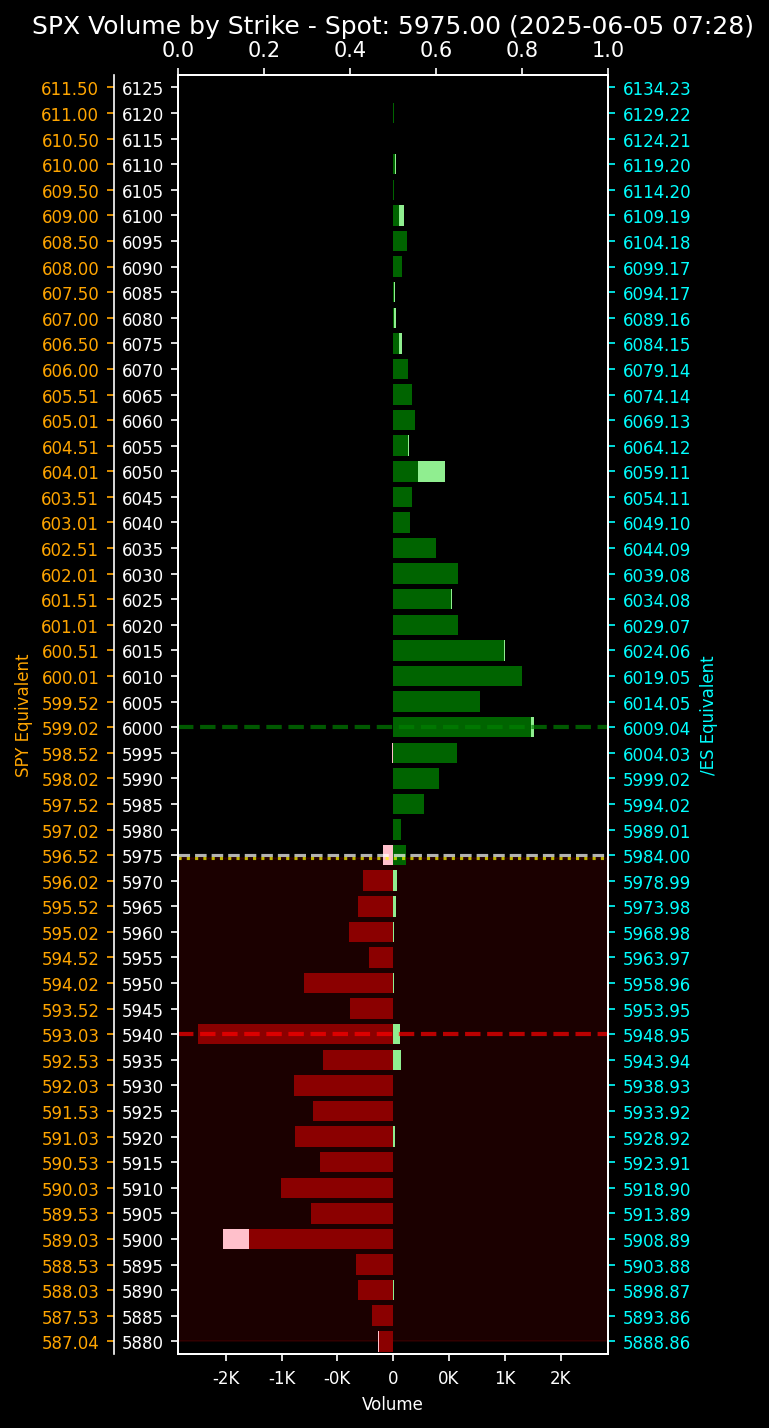 SPX Volume by Strike - Spot: 5975.00 (2025-06-05 07:28)
0.0 0.2 0.4 0.6 0.8 1.0
611.50 6125 6134.23
611.00 6120 6129.22
610.50 6115 6124.21
610.00 6110 6119.20
609.50 6105 6114.20
609.00 6100 6109.19
608.50 6095 6104.18
608.00 6090 6099.17
607.50 6085 6094.17
607.00 6080 6089.16
606.50 6075 6084.15
606.00 6070 6079.14
605.51 6065 6074.14
605.01 6060 6069.13
604.51 6055 6064.12
604.01 6050 6059.11
603.51 6045 6054.11
603.01 6040 6049.10
602.51 6035 6044.09
602.01 6030 6039.08
601.51 6025 6034.08
601.01 6020 6029.07
600.51 6015 6024.06
600.01 6010 6019.05
599.52 6005 6014.05
599.02 6000 6009.04
598.52 5995 6004.03
598.02 5990 5999.02
597.52 5985 5994.02
597.02 5980 5989.01
596.52 5975 5984.00
596.02 5970 5978.99
595.52 5965 5973.98
595.02 5960 5968.98
594.52 5955 5963.97
594.02 5950 5958.96
593.52 5945 5953.95
593.03 5940 5948.95
592.53 5935 5943.94
592.03 5930 5938.93
591.53 5925 5933.92
591.03 5920 5928.92
590.53 5915 5923.91
590.03 5910 5918.90
589.53 5905 5913.89
589.03 5900 5908.89
588.53 5895 5903.88
588.03 5890 5898.87
587.53 5885 5893.86
587.04 5880 5888.86
SPY Equivalent
/ES Equivalent
-2K -1K -0K 0 0K 1K 2K
Volume